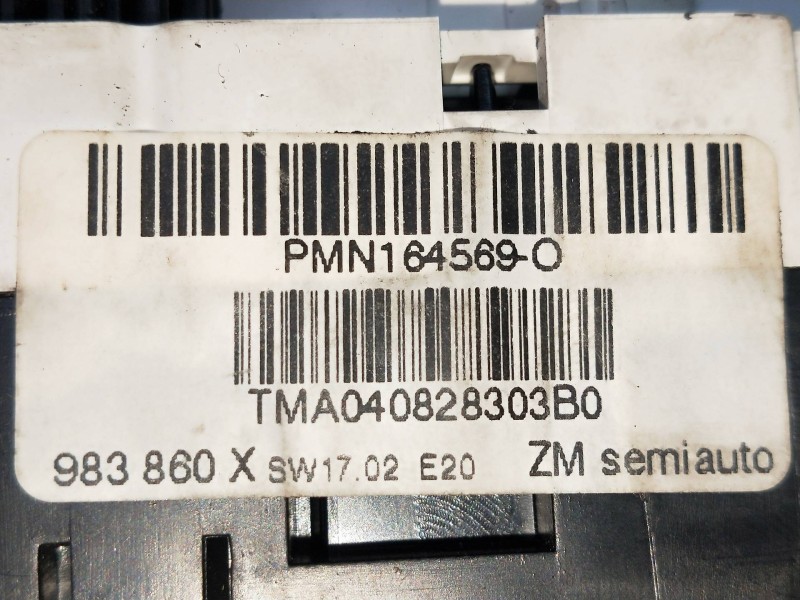 PMN164569-O
TMA040828303B0
983 860 X SW17.02 E20 ZM semiauto